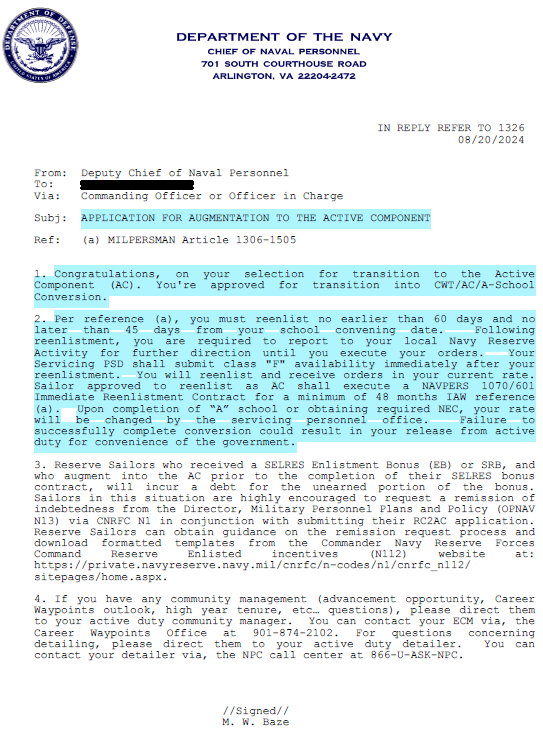 DEPARTMENT OF THE NAVY
CHIEF OF NAVAL PERSONNEL
701 SOUTH COURTHOUSE ROAD
ARLINGTON, VA 22204-2472
DEPARTMENT OF DEFENSE
UNITED STATES OF AMERICA
IN REPLY REFER TO 1326
08/20/2024
From: Deputy Chief of Naval Personnel
To:
Via: Commanding Officer or Officer in Charge
Subj: APPLICATION FOR AUGMENTATION TO THE ACTIVE COMPONENT
Ref: (a) MILPERSMAN Article 1306-1505
1. Congratulations, on your selection for transition to the Active
Component (AC). You're approved for transition into CWT/AC/A-School
Conversion.
2. Per reference (a), you must reenlist no earlier than 60 days and no
later than 45 days from your school convening date. Following
reenlistment, you are required to report to your local Navy Reserve
Activity for further direction until you execute your orders. Your
Servicing PSD shall submit class "F" availability immediately after your
reenlistment. You will reenlist and receive orders in your current rate.
Sailor approved to reenlist as AC shall execute a NAVPERS 1070/601
Immediate Reenlistment Contract for a minimum of 48 months IAW reference
(a). Upon completion of “A” school or obtaining required NEC, your rate
will be changed by the servicing personnel office. Failure to
successfully complete conversion could result in your release from active
duty for convenience of the government.
3. Reserve Sailors who received a SELRES Enlistment Bonus (EB) or SRB, and
who augment into the AC prior to the completion of their SELRES bonus
contract, will incur a debt for the unearned portion of the bonus.
Sailors in this situation are highly encouraged to request a remission of
indebtedness from the Director, Military Personnel Plans and Policy (OPNAV
N13) via CNRFC N1 in conjunction with submitting their RC2AC application.
Reserve Sailors can obtain guidance on the remission request process and
download formatted templates from the Commander Navy Reserve Forces
Command Reserve Enlisted incentives (N112) website at:
https://private.navyreserve.navy.mil/cnrfc/n-codes/n1/cnrfc_n112/
sitepages/home.aspx.
4. If you have any community management (advancement opportunity, Career
Waypoints outlook, high year tenure, etc… questions), please direct them
to your active duty community manager. You can contact your ECM via, the
Career Waypoints Office at 901-874-2102. For questions concerning
detailing, please direct them to your active duty detailer. You can
contact your detailer via, the NPC call center at 866-U-ASK-NPC.
//Signed//
M. W. Baze